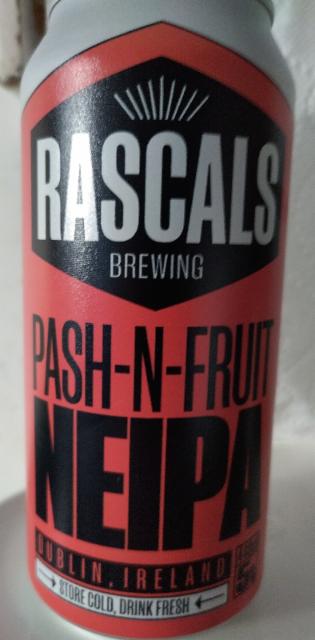 RASCALS
BREWING
PASH-N-FRUIT
NEIPA
DUBLIN, IRELAND
STORE COLD, DRINK FRESH